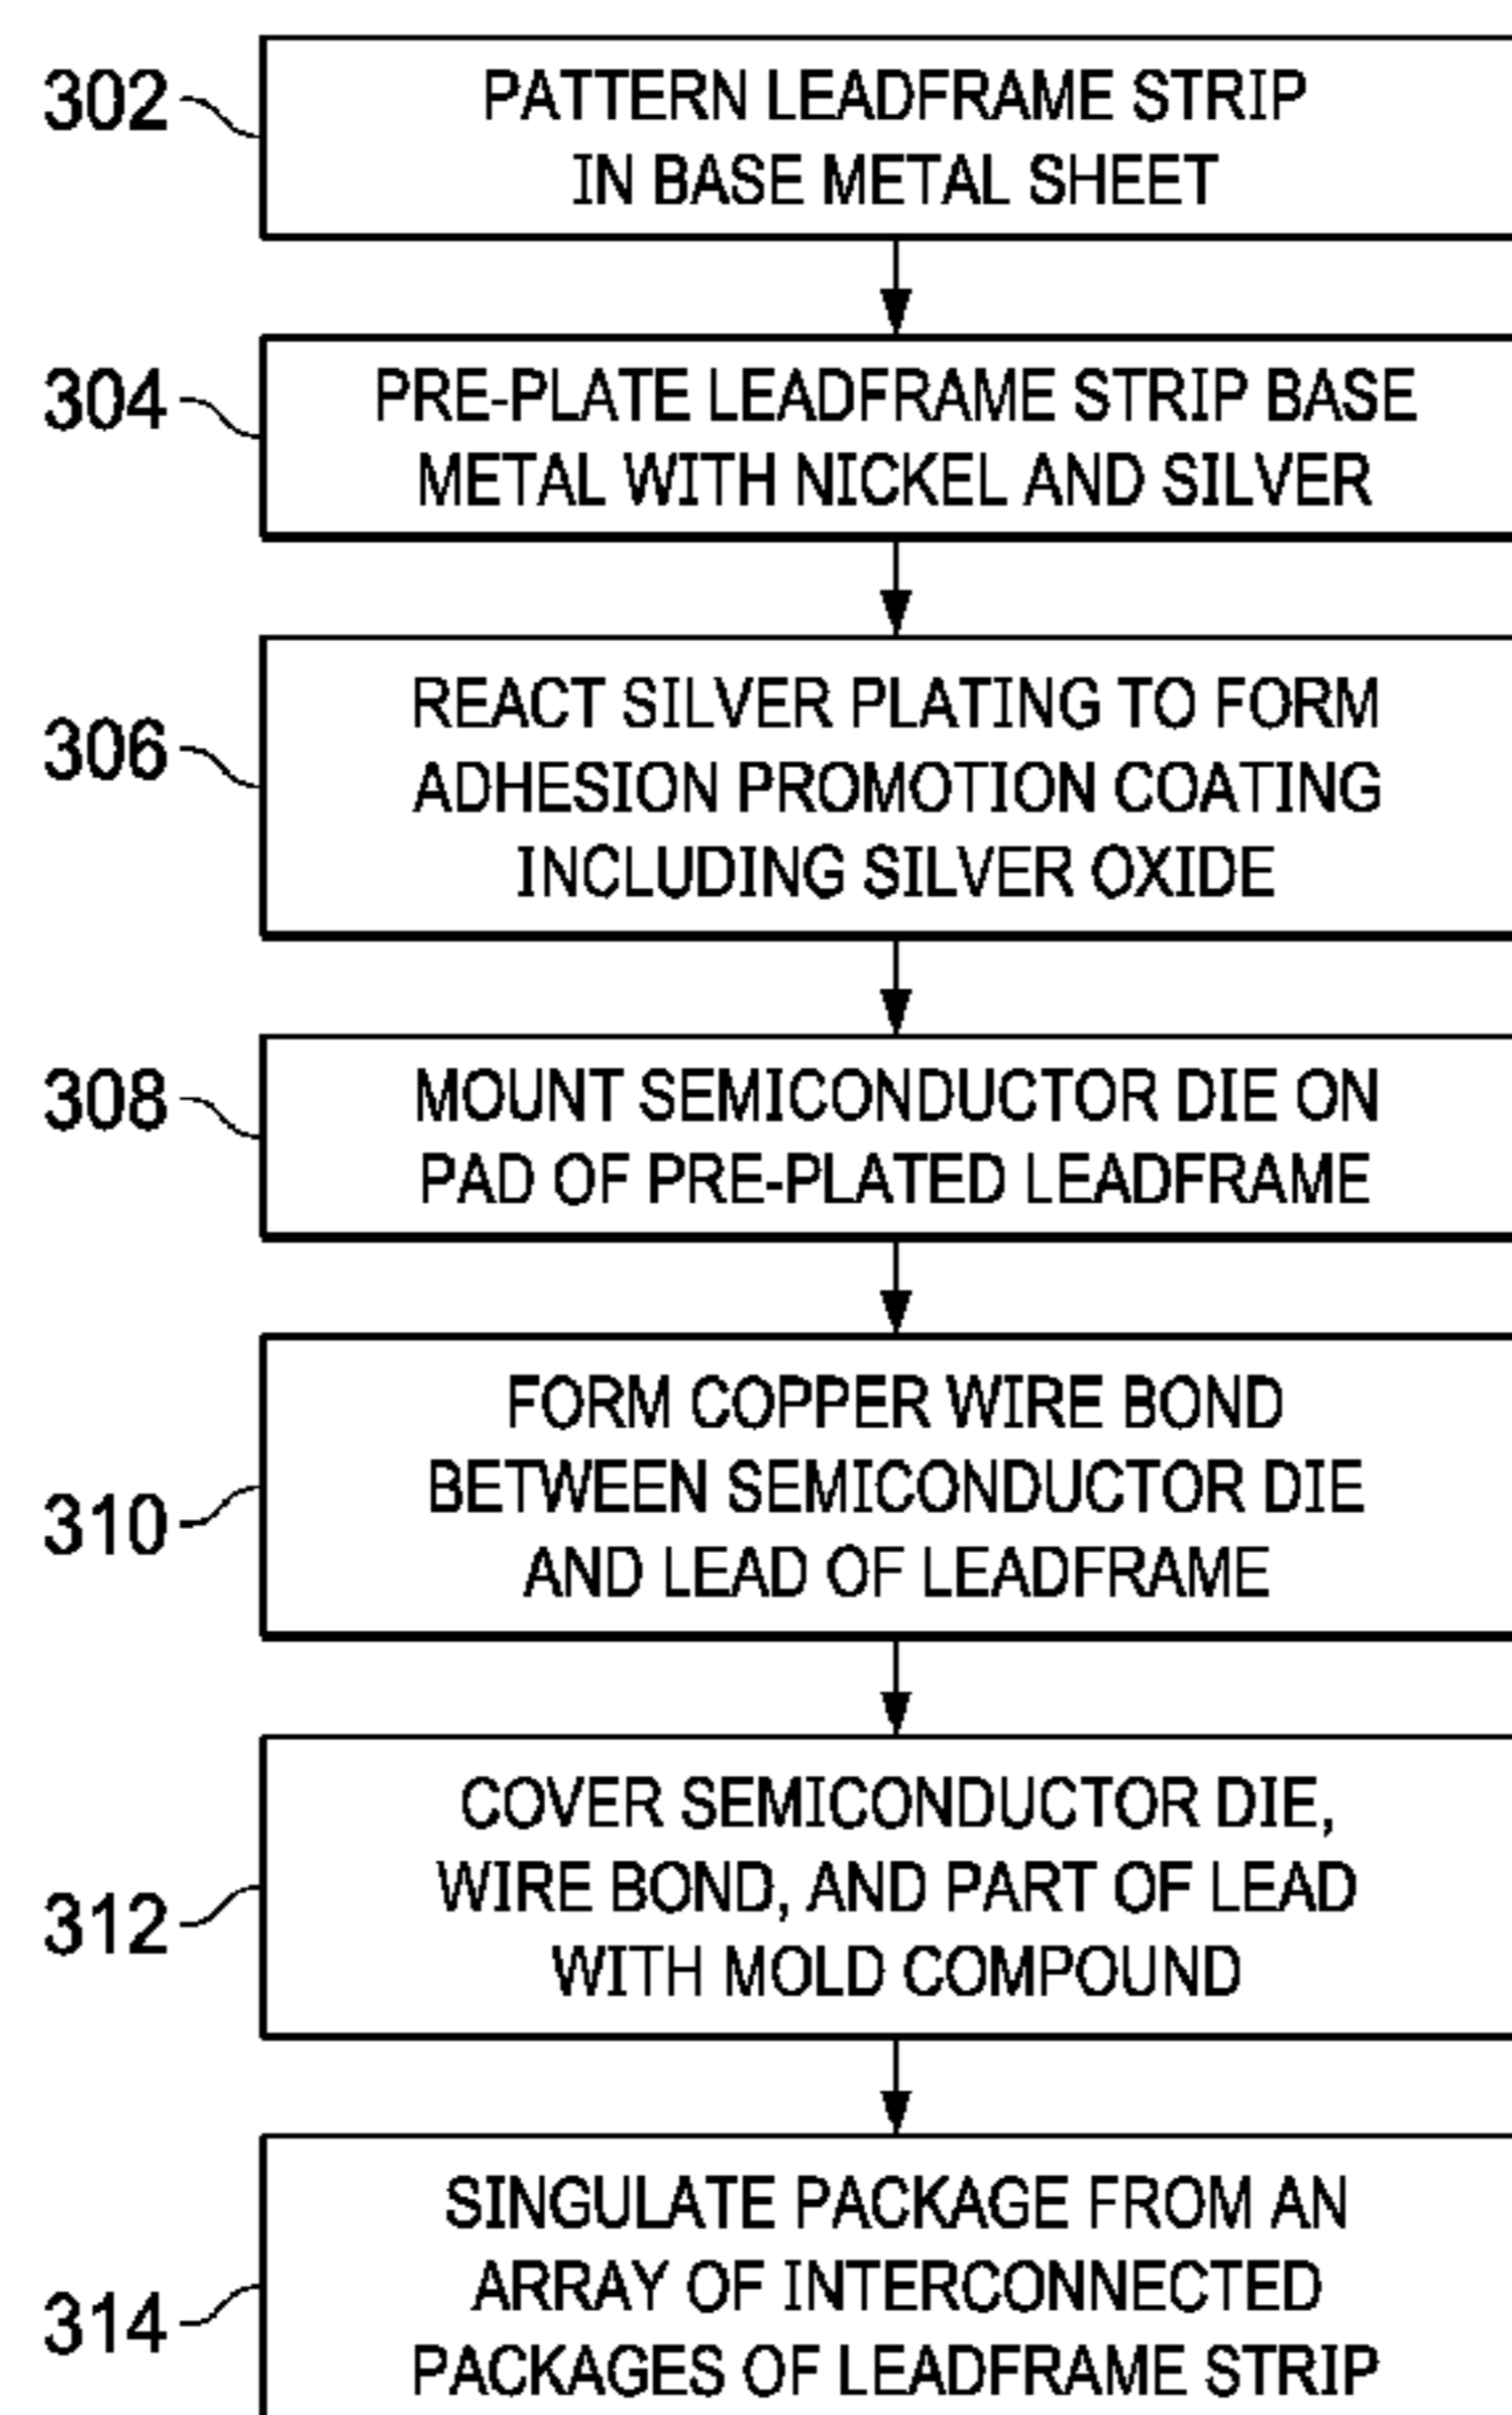 302
PATTERN LEADFRAME STRIP
IN BASE METAL SHEET
304
PRE-PLATE LEADFRAME STRIP BASE
METAL WITH NICKEL AND SILVER
306
REACT SILVER PLATING TO FORM
ADHESION PROMOTION COATING
INCLUDING SILVER OXIDE
308
MOUNT SEMICONDUCTOR DIE ON
PAD OF PRE-PLATED LEADFRAME
310
FORM COPPER WIRE BOND
BETWEEN SEMICONDUCTOR DIE
AND LEAD OF LEADFRAME
312
COVER SEMICONDUCTOR DIE,
WIRE BOND, AND PART OF LEAD
WITH MOLD COMPOUND
314
SINGULATE PACKAGE FROM AN
ARRAY OF INTERCONNECTED
PACKAGES OF LEADFRAME STRIP